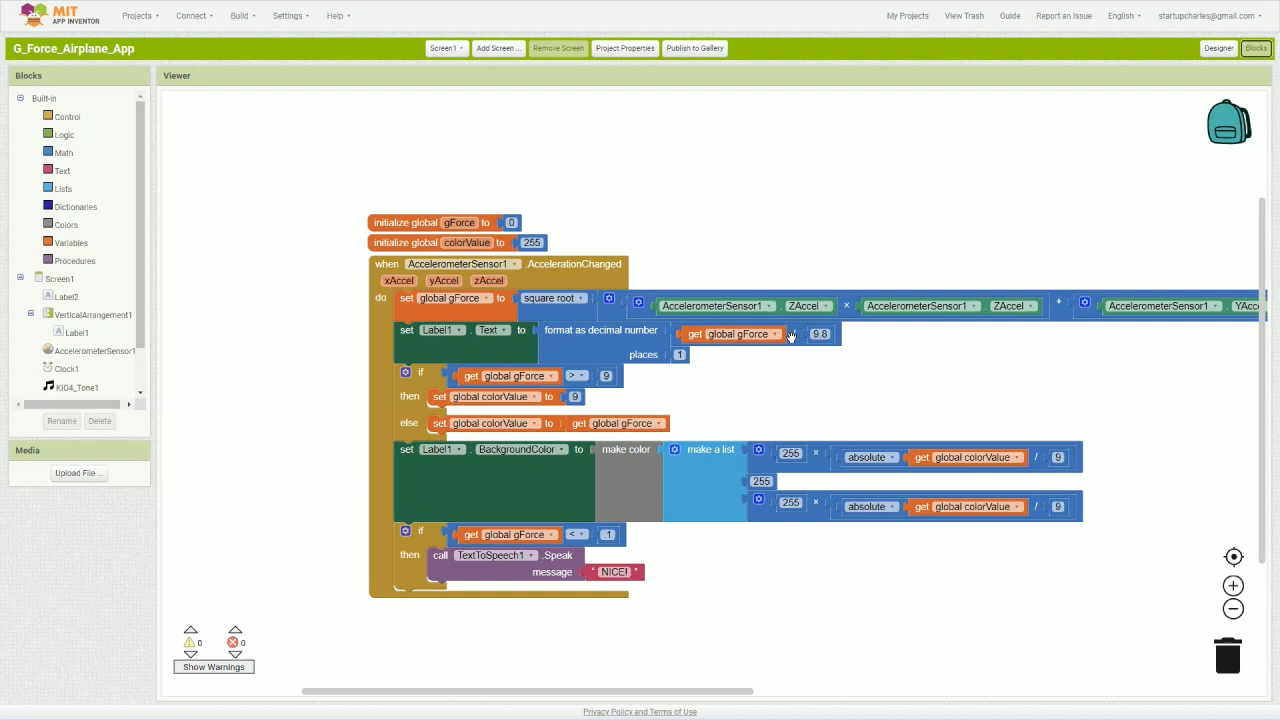 MIT
APP INVENTOR
Projects
Connect
Build
Settings
Help
My Projects
View Trash
Guide
Report an Issue
English
startupcharles@gmail.com
G_Force_Airplane_App
Screen1
Add Screen ...
Remove Screen
Project Properties
Publish to Gallery
Designer
Blocks
Blocks
Viewer
Built-in
Control
Logic
Math
Text
Lists
Dictionaries
Colors
Variables
Procedures
Screen1
Label2
VerticalArrangement1
Label1
AccelerometerSensor1
Clock1
KIO4_Tone1
Rename
Delete
Media
Upload File ...
initialize global gForce to 0
initialize global colorValue to 255
when AccelerometerSensor1 .AccelerationChanged
xAccel yAccel zAccel
do set global gForce to square root AccelerometerSensor1 . ZAccel × AccelerometerSensor1 . ZAccel + AccelerometerSensor1 . YAcc
set Label1 . Text to format as decimal number get global gForce 9.8
places 1
if get global gForce > 9
then set global colorValue to 9
else set global colorValue to get global gForce
set Label1 . BackgroundColor to make color make a list 255 × absolute get global colorValue / 9
255
255 × absolute get global colorValue / 9
if get global gForce < .1
then call TextToSpeech1 .Speak
message " NICE! "
0 0
Show Warnings
Privacy Policy and Terms of Use